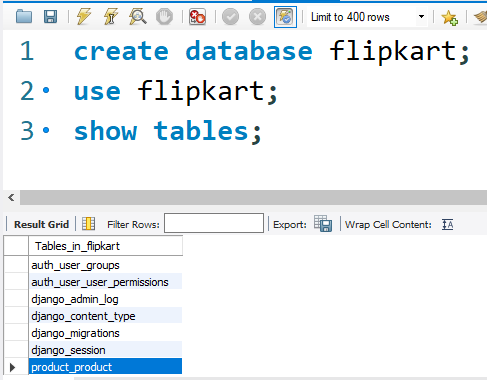 Limit to 400 rows
1 create database flipkart;
2 use flipkart;
3 show tables;
Result Grid Filter Rows: Export: Wrap Cell Content:
Tables_in_flipkart
auth_user_groups
auth_user_user_permissions
django_admin_log
django_content_type
django_migrations
django_session
product_product